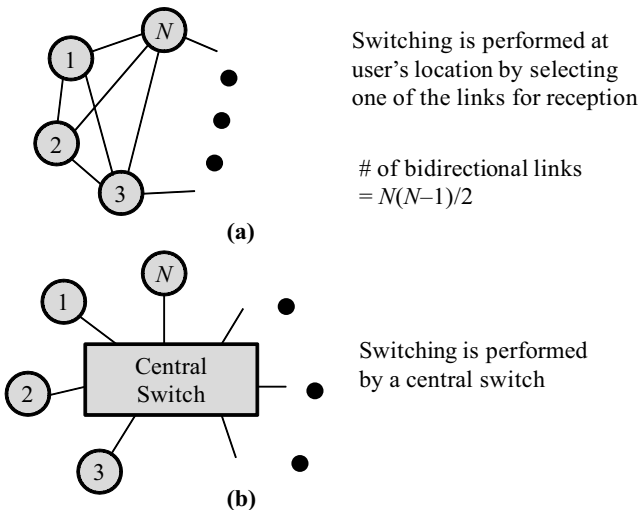 N
1
2
3
Switching is performed at
user's location by selecting
one of the links for reception
# of bidirectional links
= N(N–1)/2
(a)
N
1
2
3
Central
Switch
Switching is performed
by a central switch
(b)